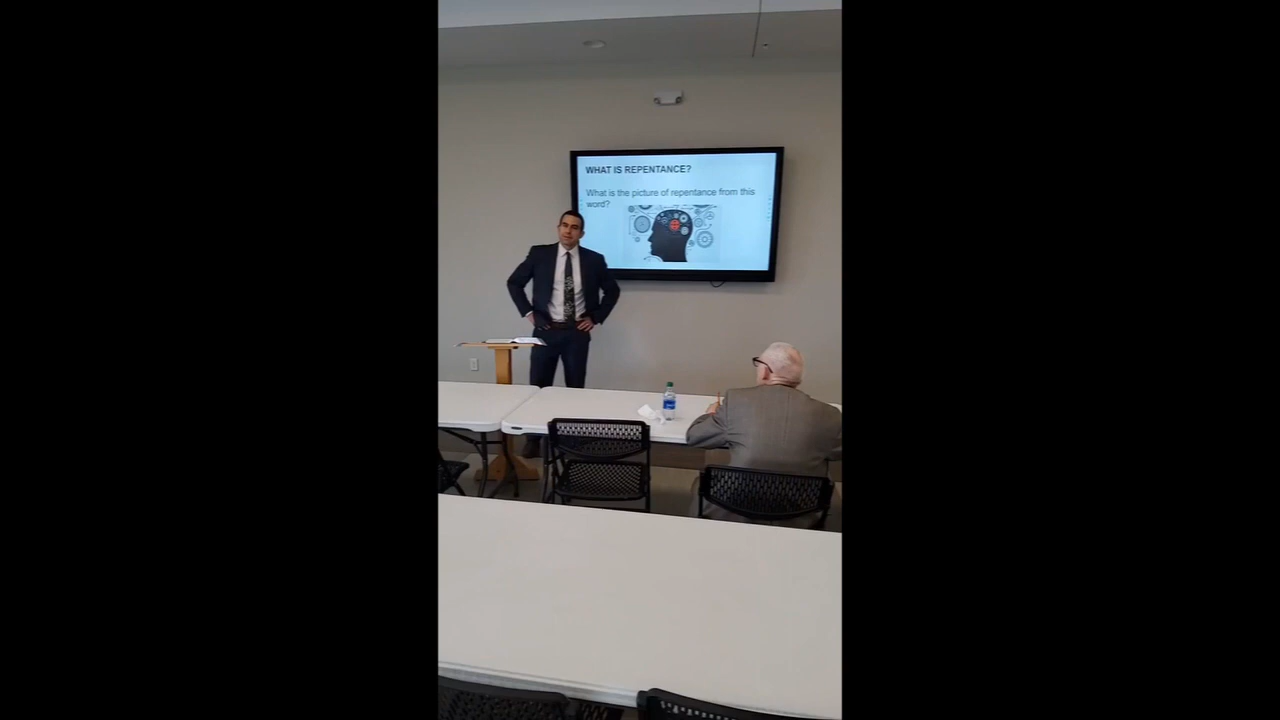 WHAT IS REPENTANCE?
What is the picture of repentance from this
word?